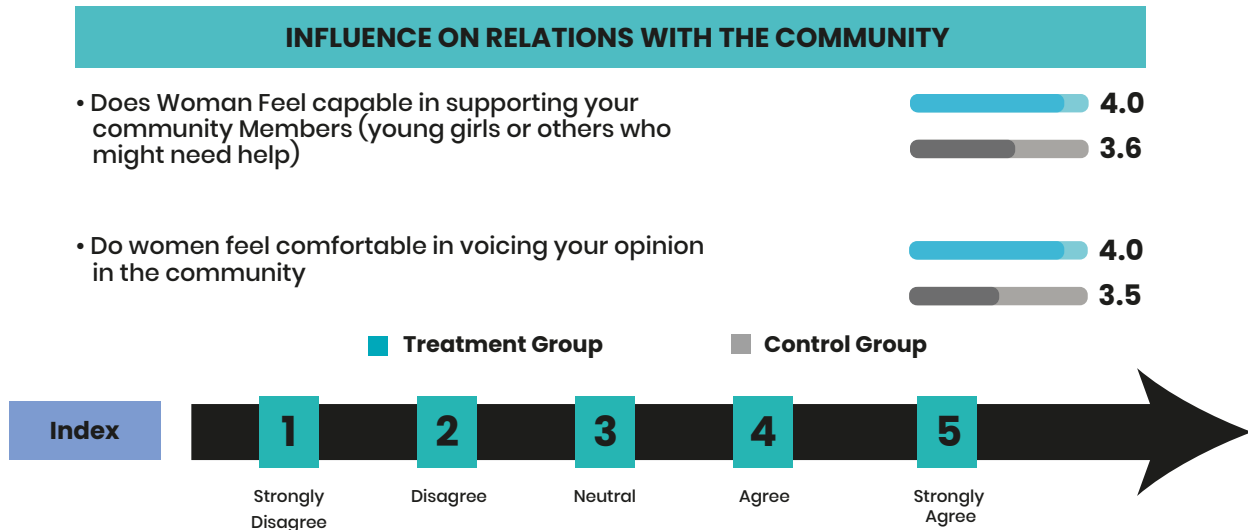 INFLUENCE ON RELATIONS WITH THE COMMUNITY
• Does Woman Feel capable in supporting your
community Members (young girls or others who
might need help)
4.0
3.6
• Do women feel comfortable in voicing your opinion
in the community
4.0
3.5
Treatment Group
Control Group
Index
1
2
3
4
5
Strongly
Disagree
Disagree
Neutral
Agree
Strongly
Agree